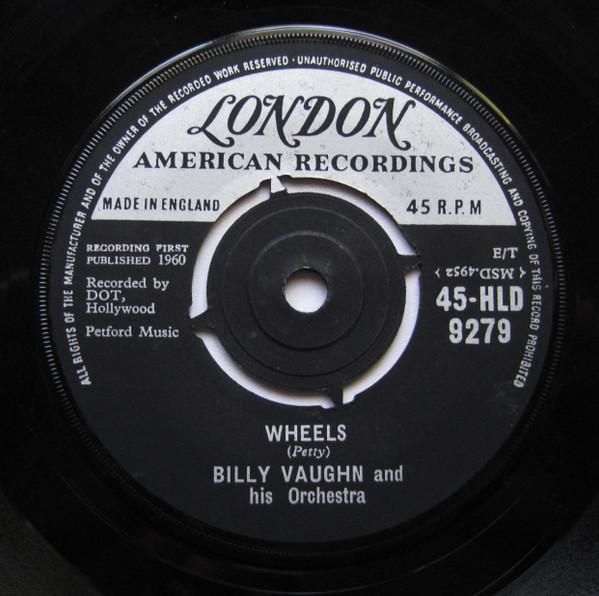 ALL RIGHTS OF THE MANUFACTURER AND OF THE OWNER OF THE RECORDED WORK RESERVED · UNAUTHORISED PUBLIC PERFORMANCE BROADCASTING AND COPYING OF THIS RECORD PROHIBITED
LONDON
AMERICAN RECORDINGS
MADE IN ENGLAND
45 R.P.M
RECORDING FIRST
PUBLISHED 1960
Recorded by
DOT,
Hollywood
Petford Music
E/T
(MSD-4952)
45-HLD
9279
WHEELS
(Petty)
BILLY VAUGHN and
his Orchestra